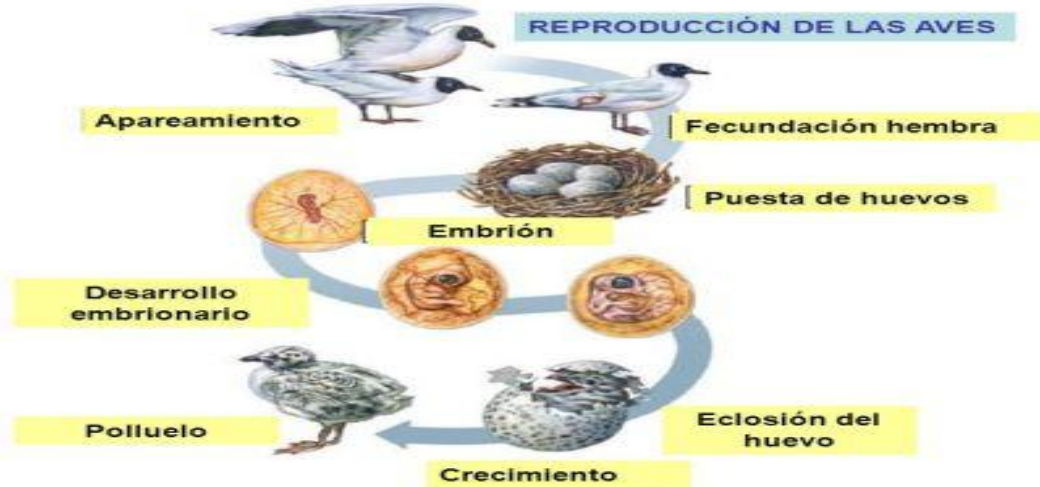 REPRODUCCIÓN DE LAS AVES
Apareamiento
Fecundación hembra
Puesta de huevos
Embrión
Desarrollo
embrionario
Eclosión del
huevo
Polluelo
Crecimiento